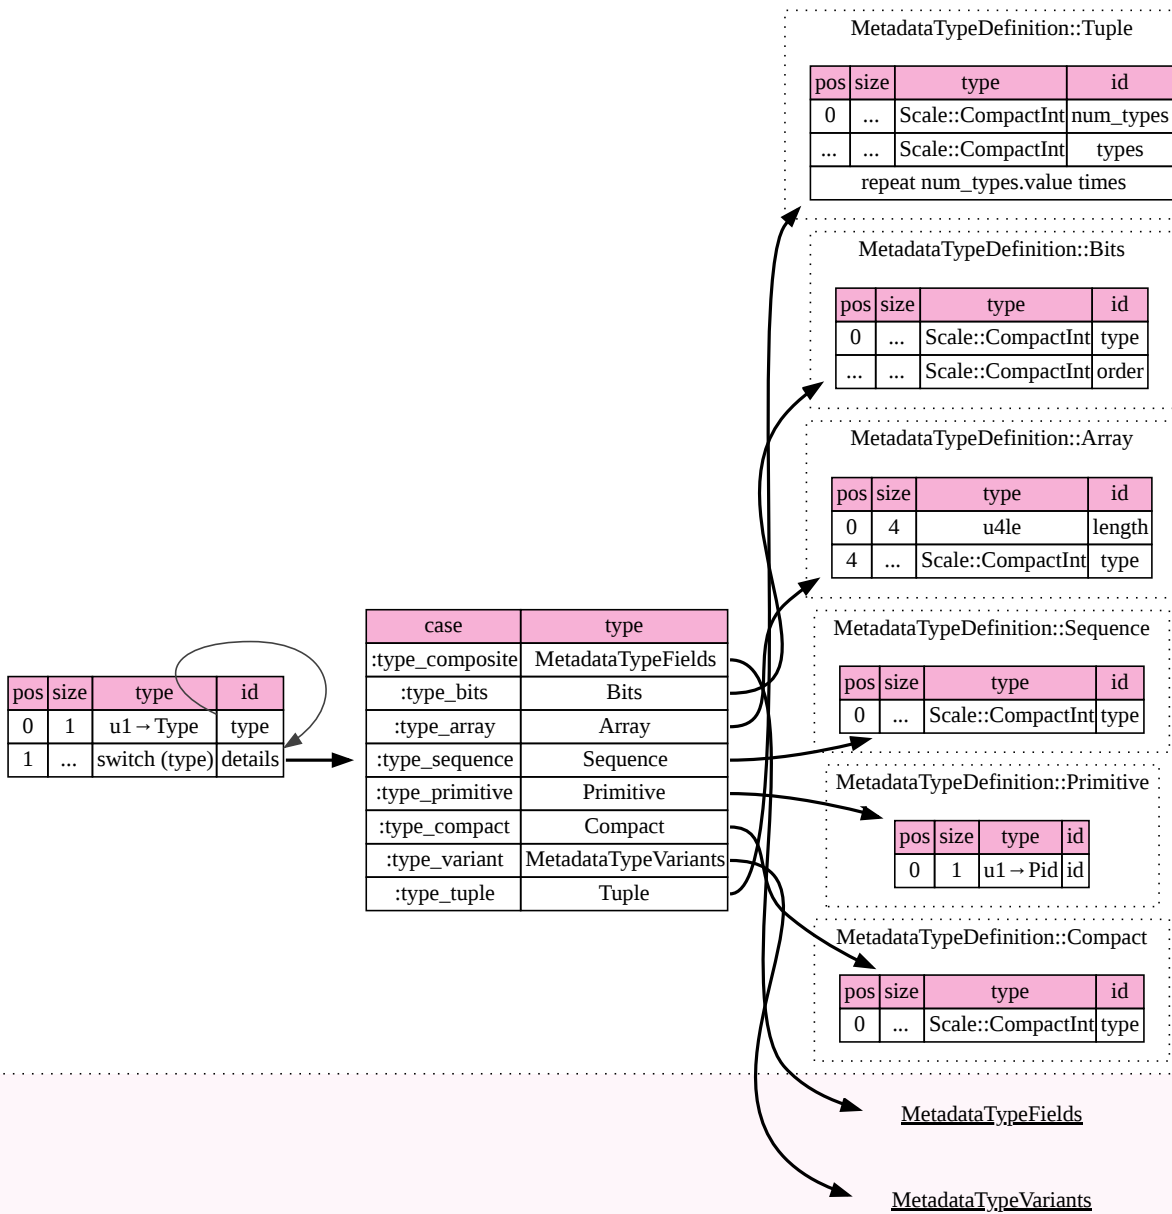 MetadataTypeDefinition::Tuple
pos size type id
0 ... Scale::CompactInt num_types
... ... Scale::CompactInt types
repeat num_types.value times
MetadataTypeDefinition::Bits
pos size type id
0 ... Scale::CompactInt type
... ... Scale::CompactInt order
MetadataTypeDefinition::Array
pos size type id
0 4 u4le length
4 ... Scale::CompactInt type
pos size type id
0 1 u1→Type type
1 ... switch (type) details
case type
:type_composite MetadataTypeFields
:type_bits Bits
:type_array Array
:type_sequence Sequence
:type_primitive Primitive
:type_compact Compact
:type_variant MetadataTypeVariants
:type_tuple Tuple
MetadataTypeDefinition::Sequence
pos size type id
0 ... Scale::CompactInt type
MetadataTypeDefinition::Primitive
pos size type id
0 1 u1→Pid id
MetadataTypeDefinition::Compact
pos size type id
0 ... Scale::CompactInt type
MetadataTypeFields
MetadataTypeVariants